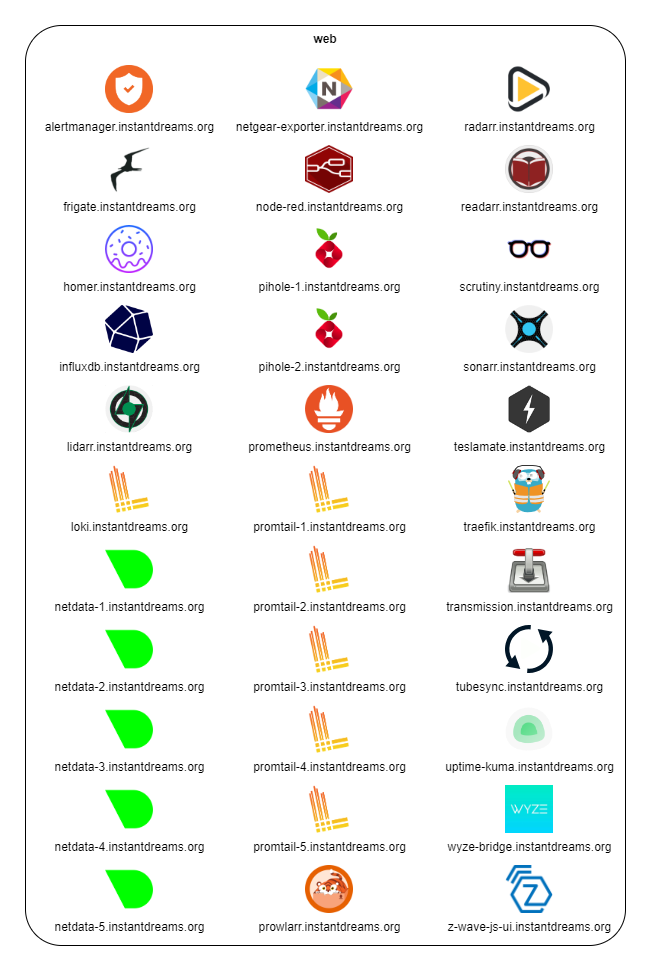 web
alertmanager.instantdreams.org
netgear-exporter.instantdreams.org
radarr.instantdreams.org
frigate.instantdreams.org
node-red.instantdreams.org
readarr.instantdreams.org
homer.instantdreams.org
pihole-1.instantdreams.org
scrutiny.instantdreams.org
influxdb.instantdreams.org
pihole-2.instantdreams.org
sonarr.instantdreams.org
lidarr.instantdreams.org
prometheus.instantdreams.org
teslamate.instantdreams.org
loki.instantdreams.org
promtail-1.instantdreams.org
traefik.instantdreams.org
netdata-1.instantdreams.org
promtail-2.instantdreams.org
transmission.instantdreams.org
netdata-2.instantdreams.org
promtail-3.instantdreams.org
tubesync.instantdreams.org
netdata-3.instantdreams.org
promtail-4.instantdreams.org
uptime-kuma.instantdreams.org
WYZE
netdata-4.instantdreams.org
promtail-5.instantdreams.org
wyze-bridge.instantdreams.org
netdata-5.instantdreams.org
prowlarr.instantdreams.org
z-wave-js-ui.instantdreams.org